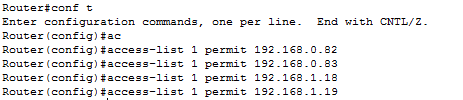 Router#conf t
Enter configuration commands, one per line.  End with CNTL/Z.
Router(config)#ac
Router(config)#access-list 1 permit 192.168.0.82
Router(config)#access-list 1 permit 192.168.0.83
Router(config)#access-list 1 permit 192.168.1.18
Router(config)#access-list 1 permit 192.168.1.19